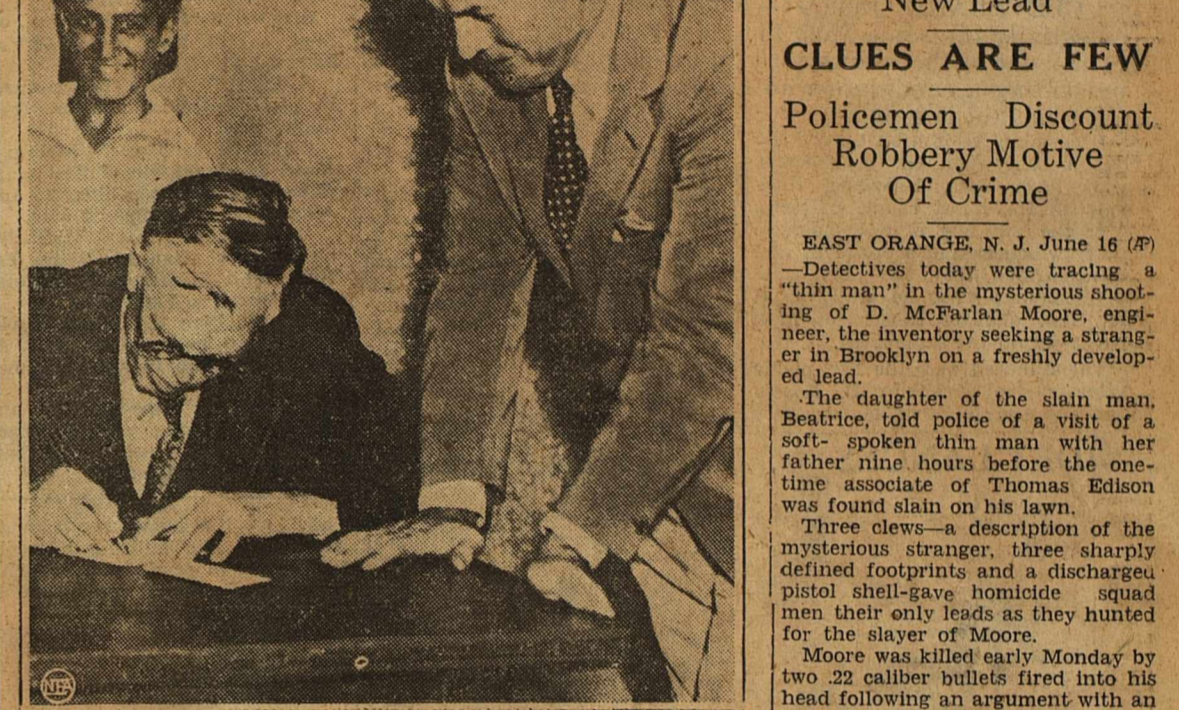 New Lead
CLUES ARE FEW
Policemen Discount
Robbery Motive
Of Crime
EAST ORANGE, N. J. June 16 (AP)
—Detectives today were tracing a
"thin man" in the mysterious shoot-
ing of D. McFarlan Moore, engi-
neer, the inventory seeking a strang-
er in Brooklyn on a freshly develop-
ed lead.
The daughter of the slain man,
Beatrice, told police of a visit of a
soft- spoken thin man with her
father nine hours before the one-
time associate of Thomas Edison
was found slain on his lawn.
Three clews—a description of the
mysterious stranger, three sharply
defined footprints and a discharged
pistol shell-gave homicide squad
men their only leads as they hunted
for the slayer of Moore.
Moore was killed early Monday by
two .22 caliber bullets fired into his
head following an argument with an
NEA